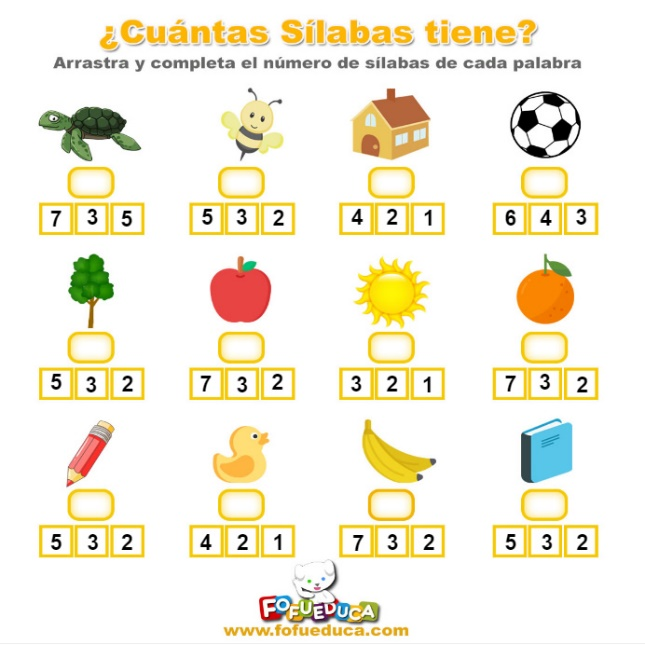 ¿Cuántas Sílabas tiene?
Arrastra y completa el número de sílabas de cada palabra
7 3 5
5 3 2
4 2 1
6 4 3
5 3 2
7 3 2
3 2 1
7 3 2
5 3 2
4 2 1
7 3 2
5 3 2
FOFUEDUCA
www.fofueduca.com